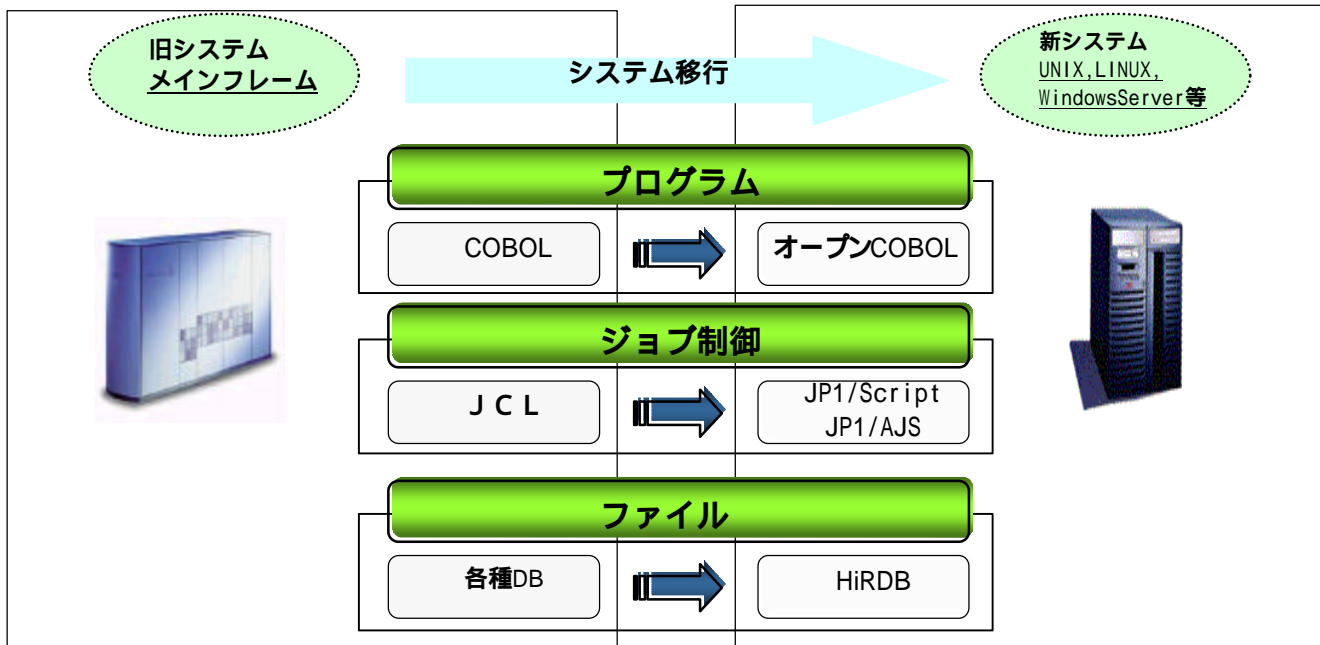 旧システム
メインフレーム
システム移行
新システム
UNIX,LINUX,
WindowsServer等
プログラム
COBOL
オープンCOBOL
ジョブ制御
ＪＣＬ
JP1/Script
JP1/AJS
ファイル
各種DB
HiRDB